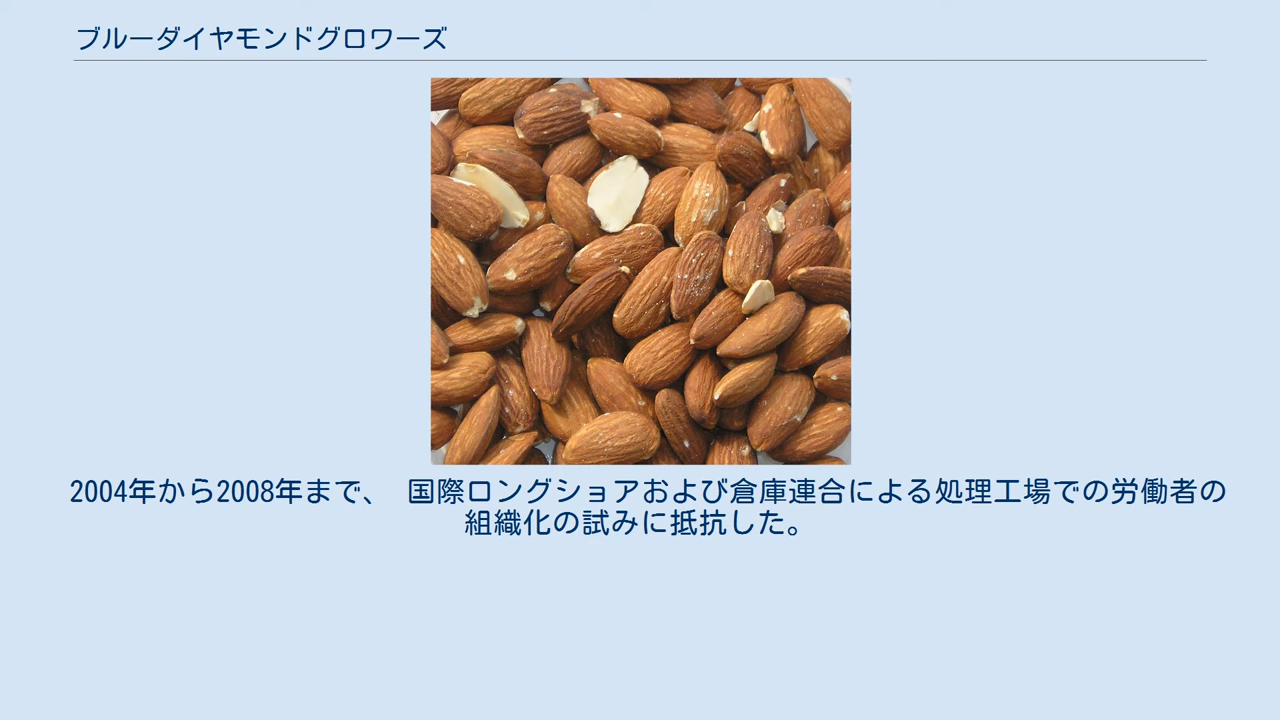 ブルーダイヤモンドグロワーズ
2004年から2008年まで、 国際ロングショアおよび倉庫連合による処理工場での労働者の
組織化の試みに抵抗した。